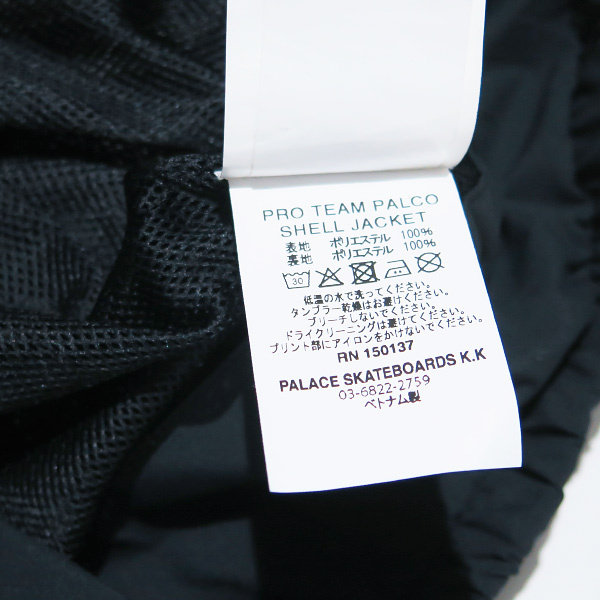 PRO TEAM PALCO
SHELL JACKET
表地 ポリエステル 100%
裏地 ポリエステル 100%
30
低温の水で洗ってください。
タンブラー乾燥はお避けください。
ブリーチしないでください。
ドライクリーニングは避けてください。
プリント部にアイロンをかけないでください。
RN 150137
PALACE SKATEBOARDS K.K
03-6822-2759
ベトナム製